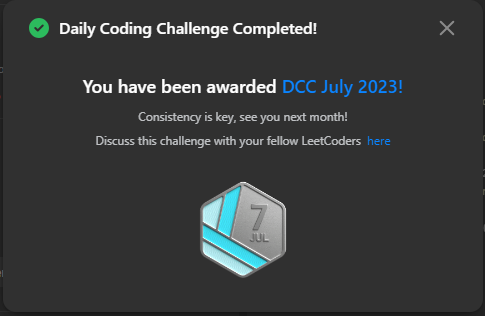 Daily Coding Challenge Completed!
You have been awarded DCC July 2023!
Consistency is key, see you next month!
Discuss this challenge with your fellow LeetCoders here
7
JUL